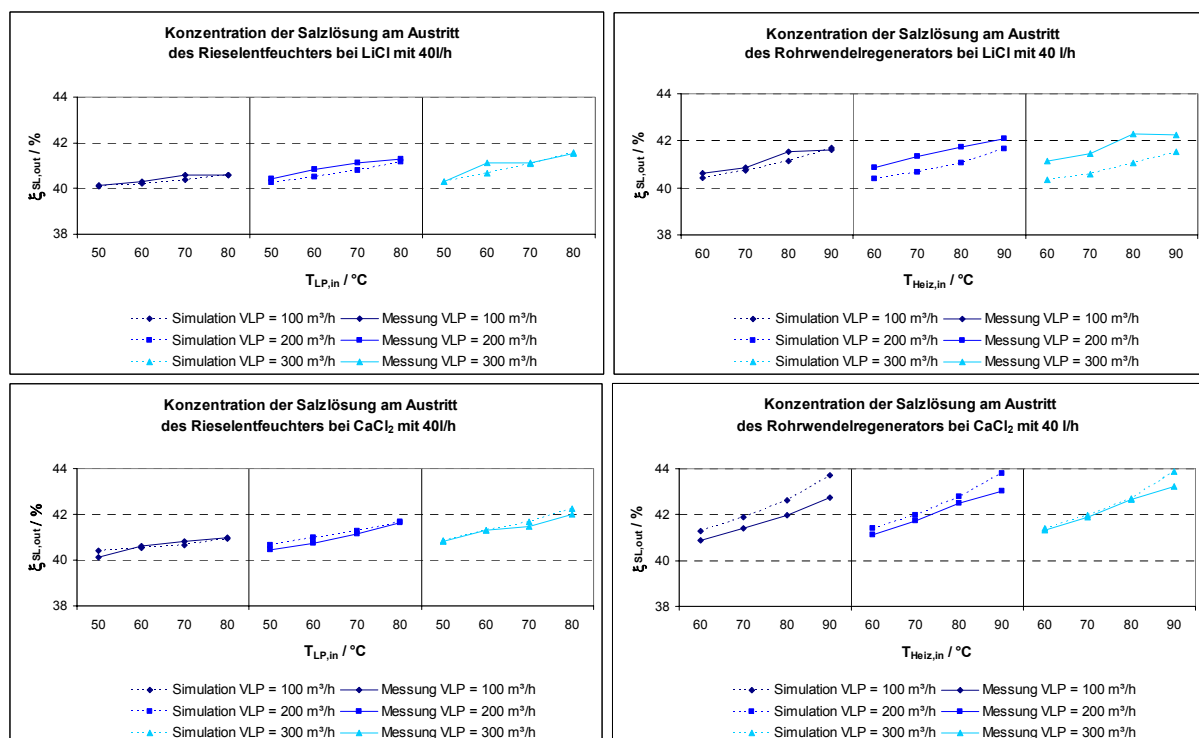 Konzentration der Salzlösung am Austritt
des Rieselentfeuchters bei LiCl mit 40l/h
44
42
40
38
ξ SL,out / %
50 60 70 80 50 60 70 80 50 60 70 80
T LP,in / °C
Simulation VLP = 100 m³/h Messung VLP = 100 m³/h
Simulation VLP = 200 m³/h Messung VLP = 200 m³/h
Simulation VLP = 300 m³/h Messung VLP = 300 m³/h
Konzentration der Salzlösung am Austritt
des Rohrwendelregenerators bei LiCl mit 40 l/h
44
42
40
38
ξ SL,out / %
60 70 80 90 60 70 80 90 60 70 80 90
T Heiz,in / °C
Simulation VLP = 100 m³/h Messung VLP = 100 m³/h
Simulation VLP = 200 m³/h Messung VLP = 200 m³/h
Simulation VLP = 300 m³/h Messung VLP = 300 m³/h
Konzentration der Salzlösung am Austritt
des Rieselentfeuchters bei CaCl₂ mit 40l/h
44
42
40
38
ξ SL,out / %
50 60 70 80 50 60 70 80 50 60 70 80
T LP,in / °C
Simulation VLP = 100 m³/h Messung VLP = 100 m³/h
Simulation VLP = 200 m³/h Messung VLP = 200 m³/h
Simulation VLP = 300 m³/h Messung VLP = 300 m³/h
Konzentration der Salzlösung am Austritt
des Rohrwendelregenerators bei CaCl₂ mit 40 l/h
44
42
40
38
ξ SL,out / %
60 70 80 90 60 70 80 90 60 70 80 90
T Heiz,in / °C
Simulation VLP = 100 m³/h Messung VLP = 100 m³/h
Simulation VLP = 200 m³/h Messung VLP = 200 m³/h
Simulation VLP = 300 m³/h Messung VLP = 300 m³/h